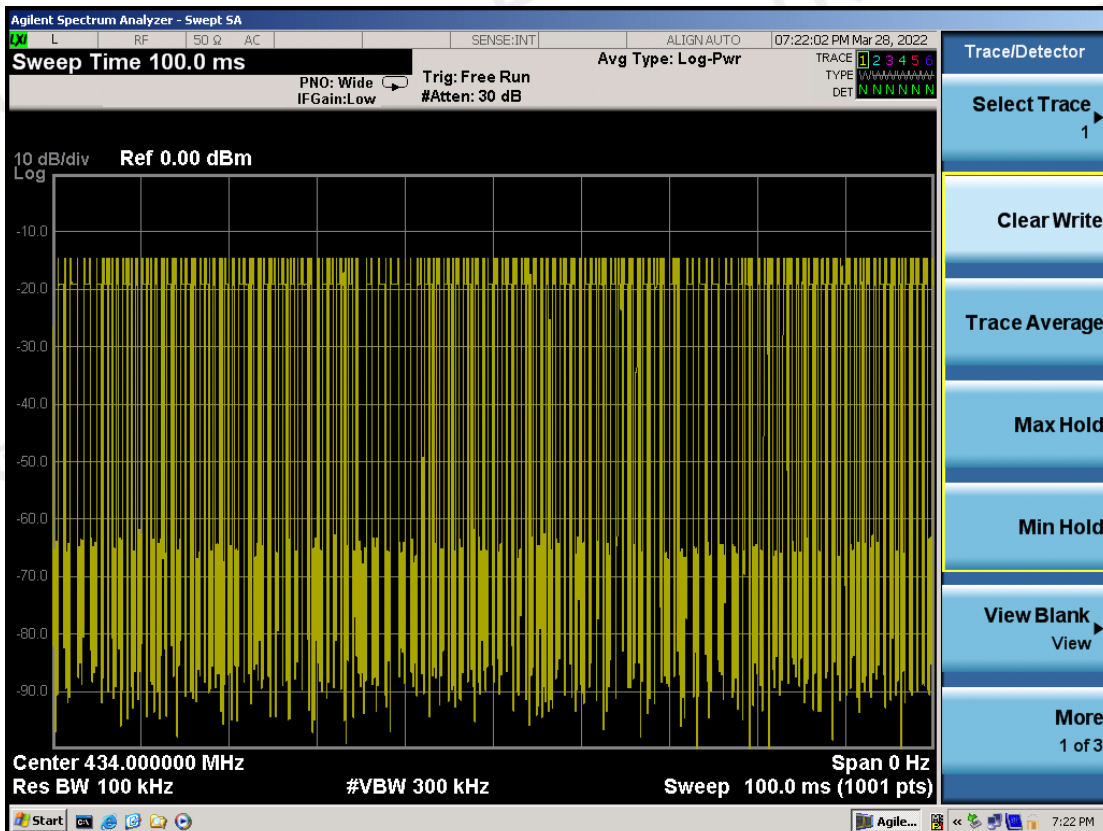 Agilent Spectrum Analyzer - Swept SA
LXI L RF 50 Ω AC SENSE:INT ALIGN AUTO 07:22:02 PM Mar 28, 2022
Sweep Time 100.0 ms
Avg Type: Log-Pwr
TRACE 1 2 3 4 5 6
TYPE
DET N N N N N N
PNO: Wide
IFGain:Low
Trig: Free Run
#Atten: 30 dB
10 dB/div Ref 0.00 dBm
Log
-10.0
-20.0
-30.0
-40.0
-50.0
-60.0
-70.0
-80.0
-90.0
Center 434.000000 MHz Span 0 Hz
Res BW 100 kHz #VBW 300 kHz Sweep 100.0 ms (1001 pts)
Trace/Detector
Select Trace
1
Clear Write
Trace Average
Max Hold
Min Hold
View Blank
View
More
1 of 3
Start Agile... « 7:22 PM